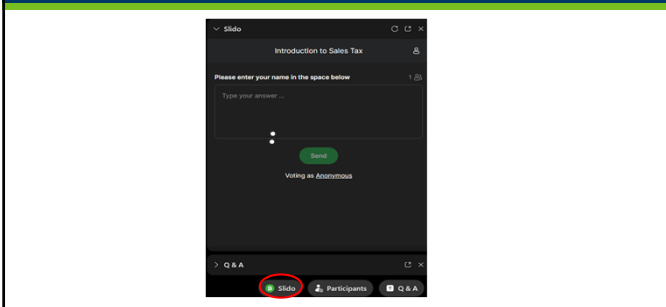 Slido
Introduction to Sales Tax
Please enter your name in the space below
1
Type your answer ...
Send
Voting as Anonymous
Q & A
Slido
Participants
Q & A